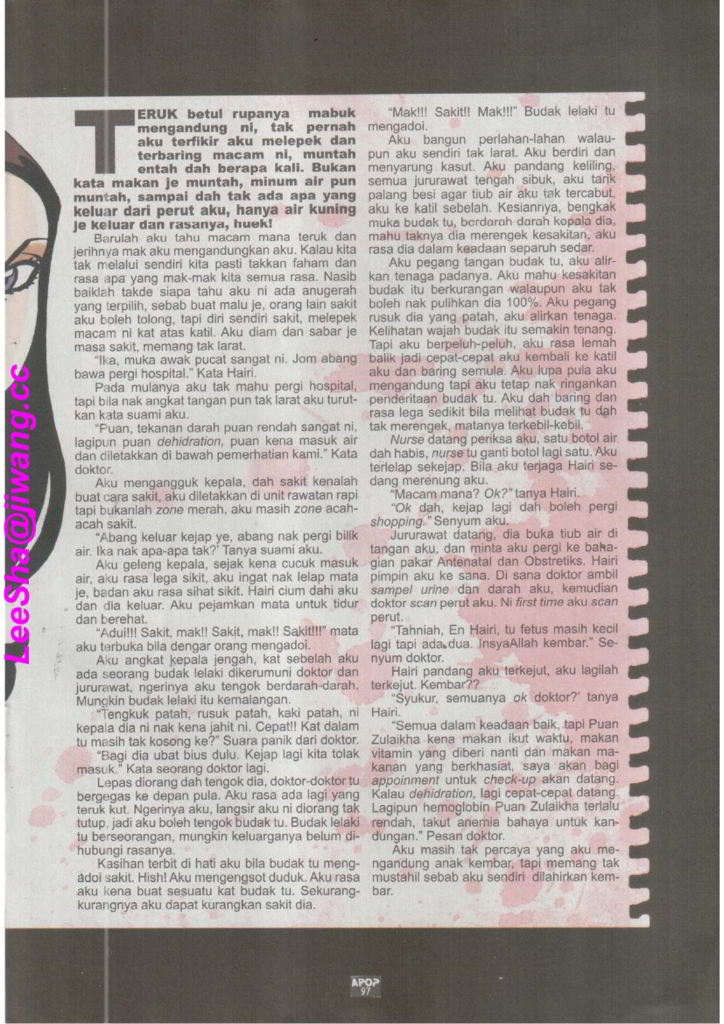 TERUK betul rupanya mabuk
mengandung ni, tak pernah
aku terfikir aku melepek dan
terbaring macam ni, muntah
entah dah berapa kali. Bukan
kata makan je muntah, minum air pun
muntah, sampai dah tak ada apa yang
keluar dari perut aku, hanya air kuning
je keluar dan rasanya, huek!
Barulah aku tahu macam mana teruk dan
jerihnya mak aku mengandungkan aku. Kalau kita
tak melalui sendiri kita pasti takkan faham dan
rasa apa yang mak-mak kita semua rasa. Nasib
baiklah takde siapa tahu aku ni ada anugerah
yang terpilih, sebab buat malu je, orang lain sakit
aku boleh tolong, tapi diri sendiri sakit, melepek
macam ni kat atas katil. Aku diam dan sabar je
masa sakit, memang tak larat.
"Ika, muka awak pucat sangat ni. Jom abang
bawa pergi hospital." Kata Hairi.
Pada mulanya aku tak mahu pergi hospital,
tapi bila nak angkat tangan pun tak larat aku turut-
kan kata suami aku.
"Puan, tekanan darah puan rendah sangat ni,
lagipun puan dehidration, puan kena masuk air
dan diletakkan di bawah pemerhatian kami." Kata
doktor.
Aku mengangguk kepala, dah sakit kenalah
buat cara sakit, aku diletakkan di unit rawatan rapi
tapi bukanlah zone merah, aku masih zone acah-
acah sakit.
"Abang keluar kejap ye, abang nak pergi bilik
air. Ika nak apa-apa tak?' Tanya suami aku.
Aku geleng kepala, sejak kena cucuk masuk
air, aku rasa lega sikit, aku ingat nak lelap mata
je, badan aku rasa sihat sikit. Hairi cium dahi aku
dan dia keluar. Aku pejamkan mata untuk tidur
dan berehat.
"Adui!!! Sakit, mak!! Sakit, mak!! Sakit!!!" mata
aku terbuka bila dengar orang mengadoi.
Aku angkat kepala jengah, kat sebelah aku
ada seorang budak lelaki dikerumuni doktor dan
jururawat, ngerinya aku tengok berdarah-darah.
Mungkin budak lelaki itu kemalangan.
"Tengkuk patah, rusuk patah, kaki patah, ni
kepala dia ni nak kena jahit ni. Cepat!! Kat dalam
tu masih tak kosong ke?" Suara panik dari doktor.
"Bagi dia ubat bius dulu. Kejap lagi kita tolak
masuk." Kata seorang doktor lagi.
Lepas diorang dah tengok dia, doktor-doktor tu
bergegas ke depan pula. Aku rasa ada lagi yang
teruk kut. Ngerinya aku, langsir aku ni diorang tak
tutup, jadi aku boleh tengok budak tu. Budak lelaki
tu berseorangan, mungkin keluarganya belum di-
hubungi rasanya.
Kasihan terbit di hati aku bila budak tu meng-
adoi sakit. Hish! Aku mengengsot duduk. Aku rasa
aku kena buat sesuatu kat budak tu. Sekurang-
kurangnya aku dapat kurangkan sakit dia.
"Mak!!! Sakit!! Mak!!!" Budak lelaki tu
mengadoi.
Aku bangun perlahan-lahan walau-
pun aku sendiri tak larat. Aku berdiri dan
menyarung kasut. Aku pandang keliling,
semua jururawat tengah sibuk, aku tarik
palang besi agar tiub air aku tak tercabut,
aku ke katil sebelah. Kesiannya, bengkak
muka budak tu, berdarah-darah kepala dia,
mahu taknya dia merengek kesakitan, aku
rasa dia dalam keadaan separuh sedar.
Aku pegang tangan budak tu, aku alir-
kan tenaga padanya. Aku mahu kesakitan
budak itu berkurangan walaupun aku tak
boleh nak pulihkan dia 100%. Aku pegang
rusuk dia yang patah, aku alirkan tenaga.
Kelihatan wajah budak itu semakin tenang.
Tapi aku berpeluh-peluh, aku rasa lemah
balik jadi cepat-cepat aku kembali ke katil
aku dan baring semula. Aku lupa pula aku
mengandung tapi aku tetap nak ringankan
penderitaan budak tu. Aku dah baring dan
rasa lega sedikit bila melihat budak tu dah
tak merengek, matanya terkebil-kebil.
Nurse datang periksa aku, satu botol air
dah habis, nurse tu ganti botol lagi satu. Aku
terlelap sekejap. Bila aku terjaga Hairi se-
dang merenung aku.
"Macam mana? Ok?" tanya Hairi.
"Ok dah, kejap lagi dah boleh pergi
shopping." Senyum aku.
Jururawat datang, dia buka tiub air di
tangan aku, dan minta aku pergi ke baha-
gian pakar Antenatal dan Obstretiks. Hairi
pimpin aku ke sana. Di sana doktor ambil
sampel urine dan darah aku, kemudian
doktor scan perut aku. Ni first time aku scan
perut.
"Tahniah, En Hairi, tu fetus masih kecil
lagi tapi ada dua. InsyaAllah kembar." Se-
nyum doktor.
Hairi pandang aku terkejut, aku lagilah
terkejut. Kembar??
"Syukur, semuanya ok doktor?' tanya
Hairi.
"Semua dalam keadaan baik, tapi Puan
Zulaikha kena makan ikut waktu, makan
vitamin yang diberi nanti dan makan ma-
kanan yang berkhasiat, saya akan bagi
appoinment untuk check-up akan datang.
Kalau dehidration, lagi cepat-cepat datang.
Lagipun hemoglobin Puan Zulaikha terlalu
rendah, takut anemia bahaya untuk kan-
dungan." Pesan doktor.
Aku masih tak percaya yang aku me-
ngandung anak kembar, tapi memang tak
mustahil sebab aku sendiri dilahirkan kem-
bar.
LeeSha@jiwang.cc
APOP
97